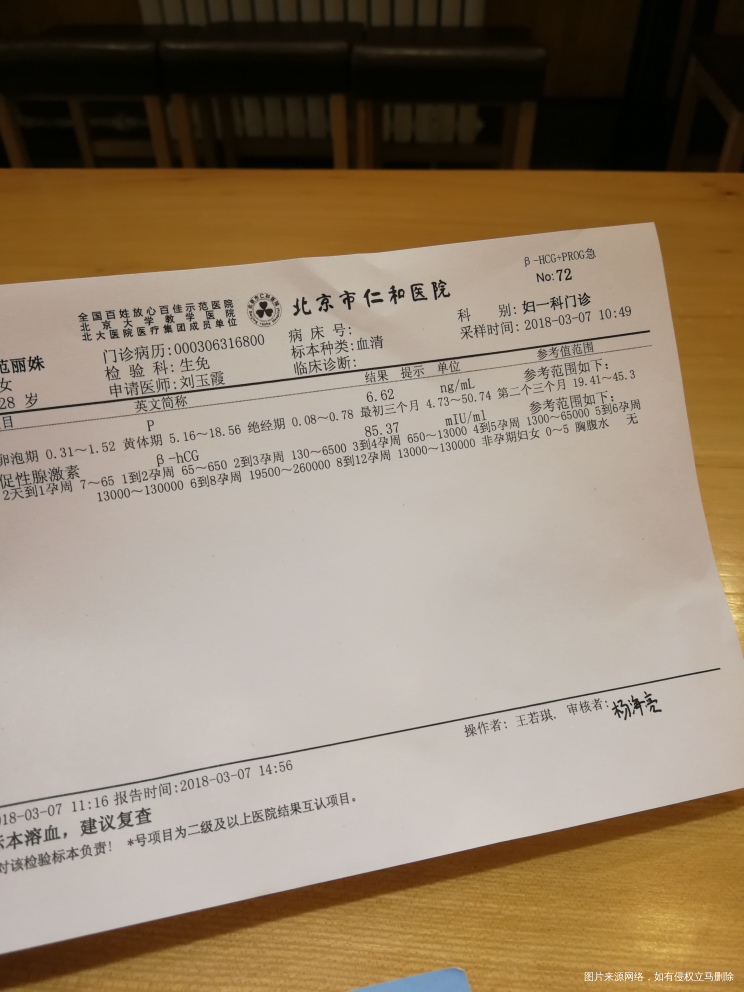 β-HCG+PROG急
No:72
全国百姓放心百佳示范医院
北京大学教学医院
北大医院医疗集团成员单位
北京市仁和医院
范丽姝
门诊病历:000306316800
病 床 号:
科 别:妇一科门诊
女
检 验 科:生免
标本种类:血清
采样时间:2018-03-07 10:49
28 岁
申请医师:刘玉霞
临床诊断:
目 英文简称 结果 提示 单位 参考值范围
P 6.62 ng/mL 参考范围如下:
卵泡期 0.31~1.52 黄体期 5.16~18.56 绝经期 0.08~0.78 最初三个月 4.73~50.74 第二个三个月 19.41~45.3
促性腺激素 β-hCG 85.37 mIU/ml 参考范围如下:
2天到1孕周 7~65 1到2孕周 65~650 2到3孕周 130~6500 3到4孕周 650~13000 4到5孕周 1300~65000 5到6孕周
13000~130000 6到8孕周 19500~260000 8到12孕周 13000~130000 非孕期妇女 0~5 胸腹水 无
操作者: 王若琪. 审核者:杨海亮
018-03-07 11:16 报告时间:2018-03-07 14:56
标本溶血，建议复查
对该检验标本负责! *号项目为二级及以上医院结果互认项目。
图片来源网络，如有侵权立马删除